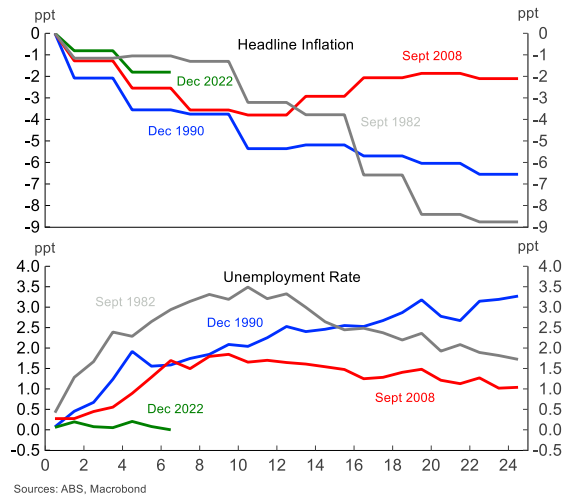 ppt ppt
Headline Inflation
0 0
-1 -1
-2 -2
-3 -3
-4 -4
-5 -5
-6 -6
-7 -7
-8 -8
-9 -9
Sept 2008
Dec 2022
Dec 1990
Sept 1982
ppt ppt
Unemployment Rate
4.0 4.0
3.5 3.5
3.0 3.0
2.5 2.5
2.0 2.0
1.5 1.5
1.0 1.0
0.5 0.5
0.0 0.0
-0.5 -0.5
Sept 1982
Dec 1990
Sept 2008
Dec 2022
0 2 4 6 8 10 12 14 16 18 20 22 24
Sources: ABS, Macrobond